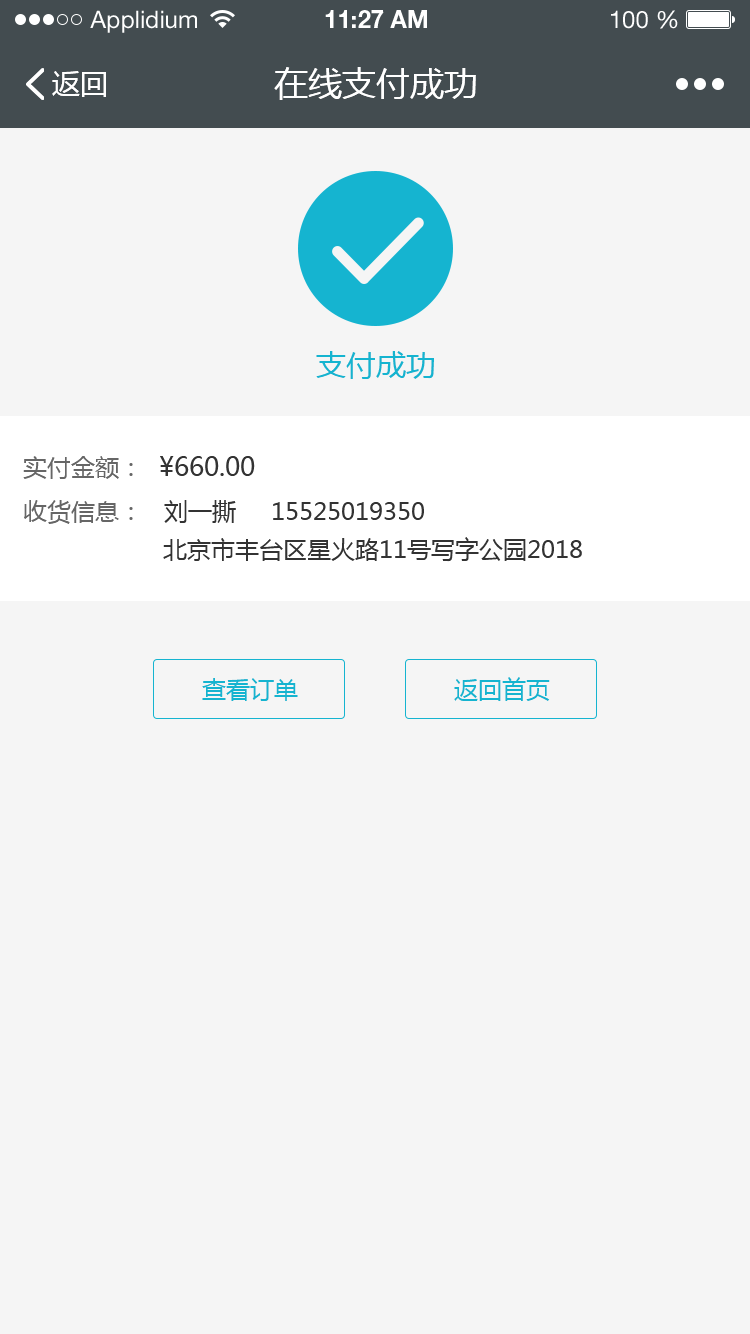 Applidium 11:27 AM 100 %
返回 在线支付成功
支付成功
实付金额： ¥660.00
收货信息： 刘一撕 15525019350
北京市丰台区星火路11号写字公园2018
查看订单 返回首页